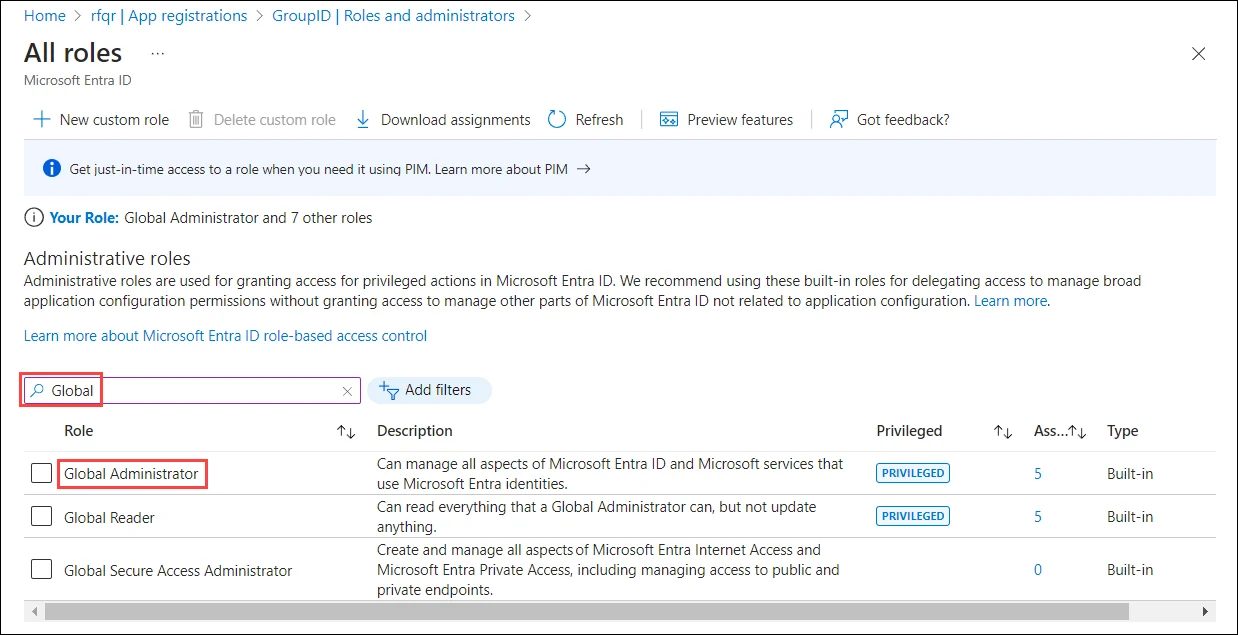 Home > rfqr | App registrations > GroupID | Roles and administrators >
All roles ...
Microsoft Entra ID
New custom role Delete custom role Download assignments Refresh Preview features Got feedback?
Get just-in-time access to a role when you need it using PIM. Learn more about PIM →
Your Role: Global Administrator and 7 other roles
Administrative roles
Administrative roles are used for granting access for privileged actions in Microsoft Entra ID. We recommend using these built-in roles for delegating access to manage broad
application configuration permissions without granting access to manage other parts of Microsoft Entra ID not related to application configuration. Learn more.
Learn more about Microsoft Entra ID role-based access control
Global Add filters
Role Description Privileged Ass... Type
Global Administrator Can manage all aspects of Microsoft Entra ID and Microsoft services that
use Microsoft Entra identities. PRIVILEGED 5 Built-in
Global Reader Can read everything that a Global Administrator can, but not update
anything. PRIVILEGED 5 Built-in
Global Secure Access Administrator Create and manage all aspects of Microsoft Entra Internet Access and
Microsoft Entra Private Access, including managing access to public and
private endpoints. 0 Built-in